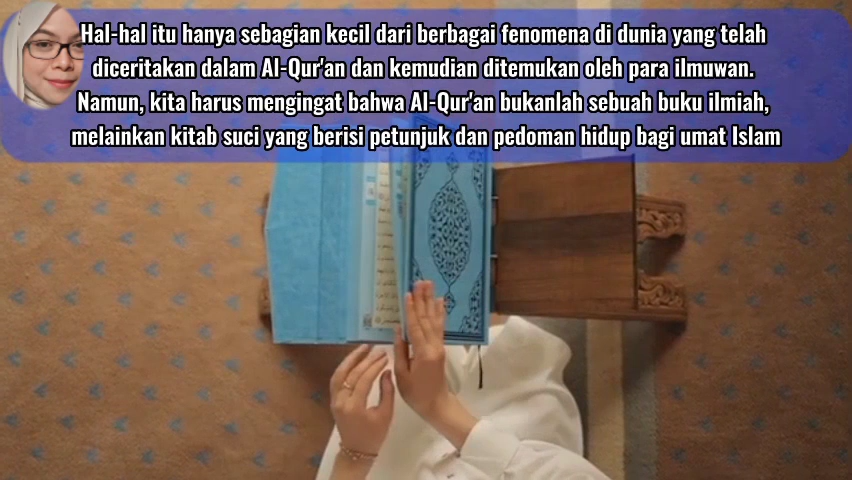 Hal-hal itu hanya sebagian kecil dari berbagai fenomena di dunia yang telah
diceritakan dalam Al-Qur'an dan kemudian ditemukan oleh para ilmuwan.
Namun, kita harus mengingat bahwa Al-Qur'an bukanlah sebuah buku ilmiah,
melainkan kitab suci yang berisi petunjuk dan pedoman hidup bagi umat Islam